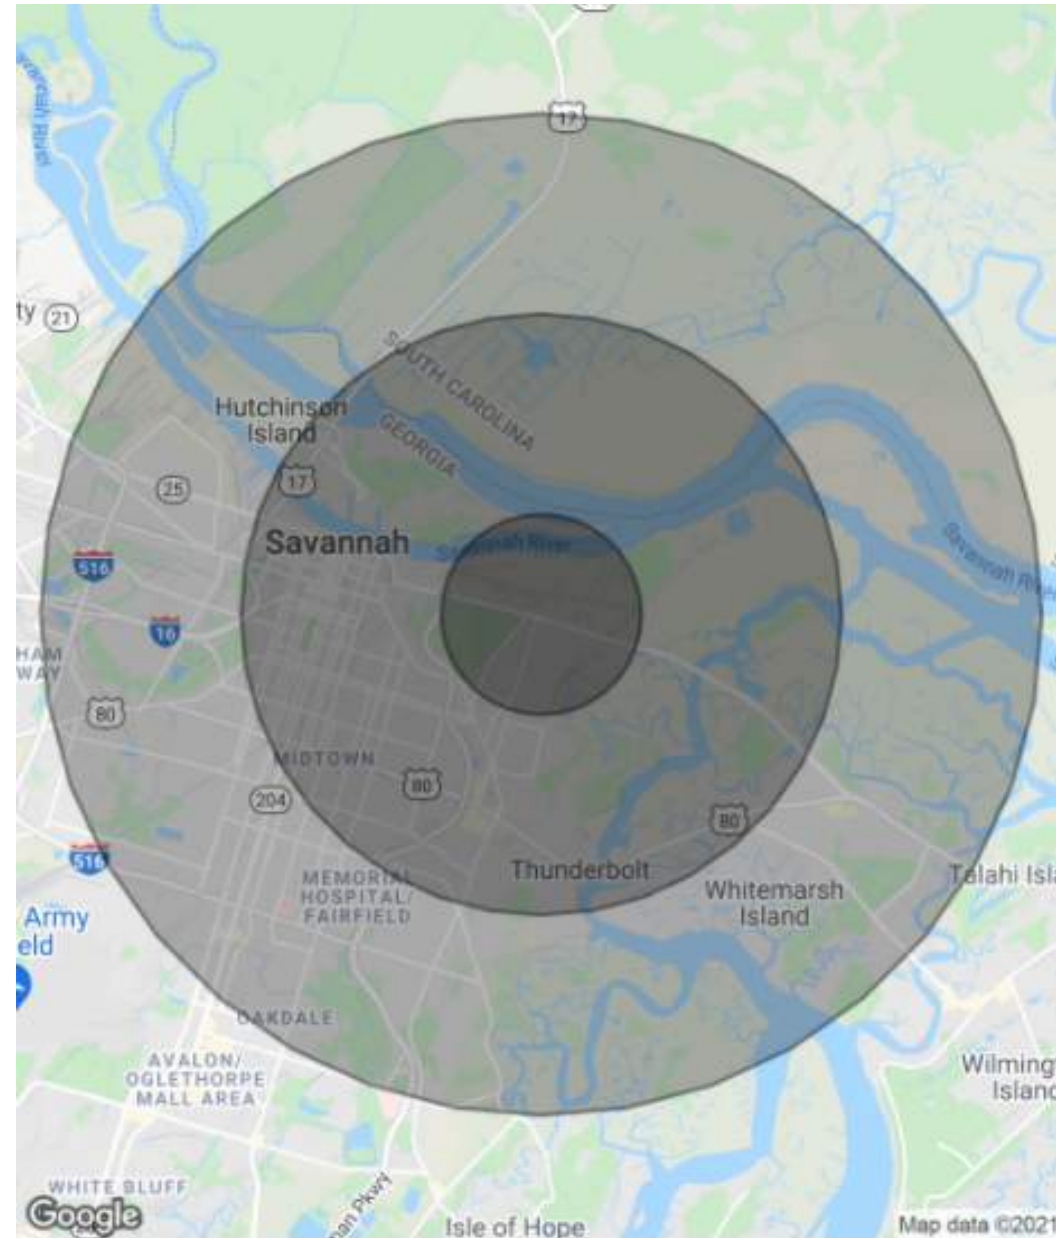 17
ty
21
SOUTH CAROLINA
Hutchinson
Island
GEORGIA
17
25
Savannah
Savannah River
516
16
80
MIDTOWN
80
204
80
516
Thunderbolt
MEMORIAL
HOSPITAL/
FAIRFIELD
Whitemarsh
Island
Talahi Isla
Army
eld
OAKDALE
AVALON/
OGLETHORPE
MALL AREA
Wilming
Island
WHITE BLUFF
Google
Isle of Hope
Map data ©2021